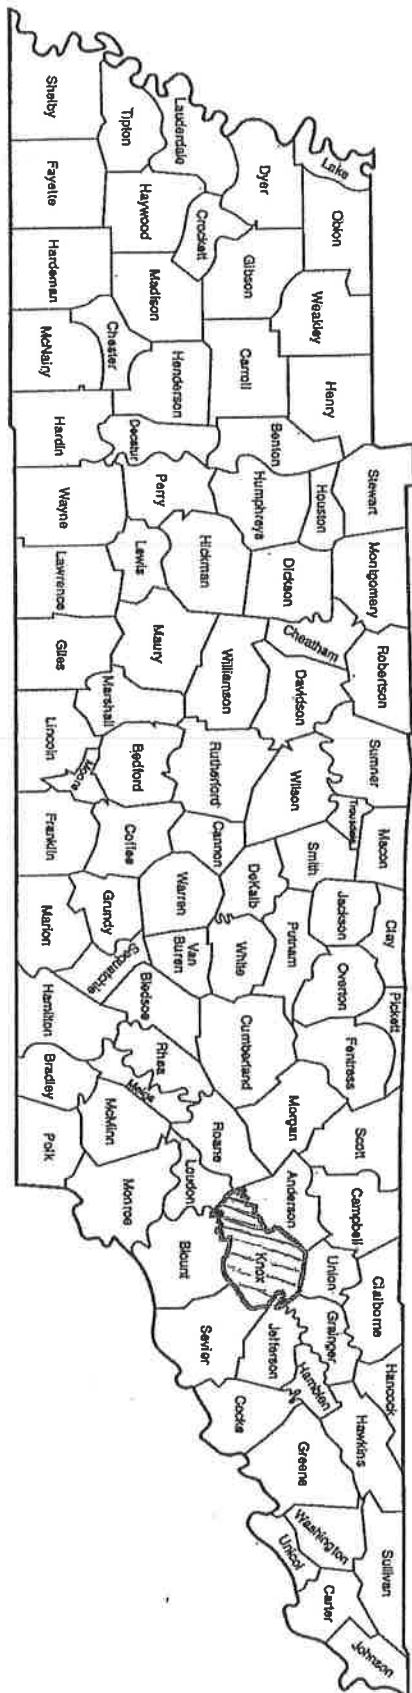 Lake
Obion
Weakley
Henry
Stewart
Montgomery
Robertson
Sumner
Trousdale
Macon
Clay
Pickett
Fentress
Scott
Campbell
Claiborne
Hancock
Hawkins
Sullivan
Johnson
Dyer
Gibson
Carroll
Benton
Houston
Humphreys
Dickson
Cheatham
Davidson
Wilson
Smith
Jackson
Overton
Putnam
Morgan
Anderson
Union
Grainger
Hamblen
Greene
Washington
Unicoi
Carter
Lauderdale
Crockett
Tipton
Haywood
Madison
Henderson
Decatur
Perry
Hickman
Lewis
Maury
Williamson
Rutherford
Cannon
DeKalb
White
Cumberland
Roane
Loudon
Knox
Jefferson
Sevier
Cocke
Marshall
Bedford
Coffee
Warren
Van
Buren
Bledsoe
Rhea
Meigs
McMinn
Monroe
Blount
Shelby
Fayette
Hardeman
Chester
McNairy
Hardin
Wayne
Lawrence
Giles
Lincoln
Moore
Franklin
Grundy
Sequatchie
Marion
Hamilton
Bradley
Polk